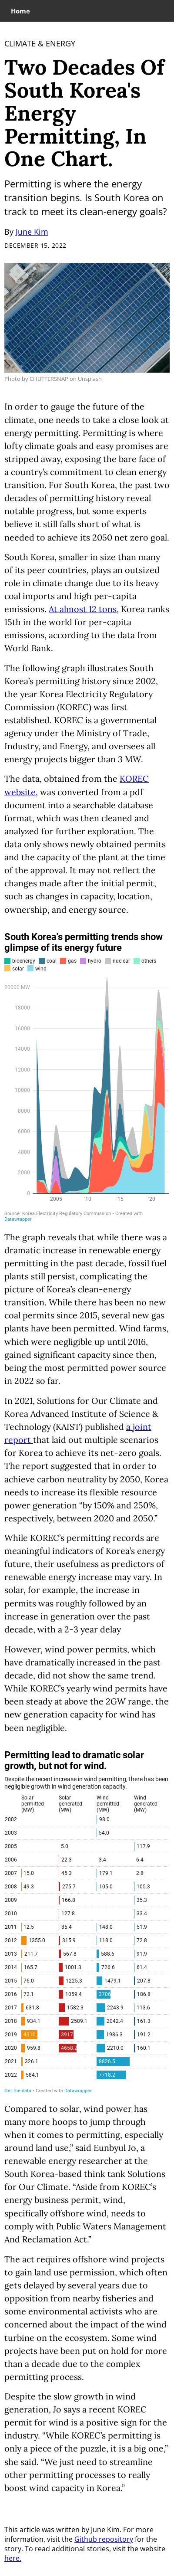 Home
CLIMATE & ENERGY
Two Decades Of
South Korea's
Energy
Permitting, In
One Chart.
Permitting is where the energy
transition begins. Is South Korea on
track to meet its clean-energy goals?
By June Kim
DECEMBER 15, 2022
Photo by CHUTTERSNAP on Unsplash
In order to gauge the future of the
climate, one needs to take a close look at
energy permitting. Permitting is where
lofty climate goals and easy promises are
stripped away, exposing the bare face of
a country's commitment to clean energy
transition. For South Korea, the past two
decades of permitting history reveal
notable progress, but some experts
believe it still falls short of what is
needed to achieve its 2050 net zero goal.
South Korea, smaller in size than many
of its peer countries, plays an outsized
role in climate change due to its heavy
coal imports and high per-capita
emissions. At almost 12 tons, Korea ranks
15th in the world for per-capita
emissions, according to the data from
World Bank.
The following graph illustrates South
Korea's permitting history since 2002,
the year Korea Electricity Regulatory
Commission (KOREC) was first
established. KOREC is a governmental
agency under the Ministry of Trade,
Industry, and Energy, and oversees all
energy projects bigger than 3 MW.
The data, obtained from the KOREC
website, was converted from a pdf
document into a searchable database
format, which was then cleaned and
analyzed for further exploration. The
data only shows newly drawn permits
and the capacity of the plant at the point
of the approval. It may not reflect the
changes made after the initial permit,
such as changes in capacity, location,
ownership, and energy source.
South Korea's permitting trends show
glimpse of its energy future
bioenergy coal gas hydro nuclear others
solar wind
20000 MW
18000
16000
14000
12000
10000
8000
6000
4000
2000
0
2005 '10 '15 '20
Source: Korea Electricity Regulatory Commission • Created with
Datawrapper
The graph reveals that while there was a
dramatic increase in renewable energy
permitting in the past decade, fossil fuel
plants still persist, complicating the
picture of Korea's clean-energy
transition. While there has been no new
coal permits since 2015, several new gas
plants have been permitted. Wind farms,
which were negligible up until 2016,
gained significant capacity since then,
being the most permitted power source
in 2022 so far.
In 2021, Solutions for Our Climate and
Korea Advanced Institute of Science &
Technology (KAIST) published a joint
report that laid out multiple scenarios
for Korea to achieve its net-zero goals.
The report suggested that in order to
achieve carbon neutrality by 2050, Korea
needs to increase its flexible resource
power generation “by 150% and 250%,
respectively, between 2020 and 2050.”
While KOREC's permitting records are
meaningful indicators of Korea's energy
future, their usefulness as predictors of
renewable energy increase may vary. In
solar, for example, the increase in
permits was roughly followed by an
increase in generation over the past
decade, with a 2-3 year delay
However, wind power permits, which
have dramatically increased in the past
decade, did not show the same trend.
While KOREC's yearly wind permits have
been steady at above the 2GW range, the
new generation capacity for wind has
been negligible.
Permitting lead to dramatic solar
growth, but not for wind.
Despite the recent increase in wind permitted, there has been
negligible growth in wind generation capacity.
Solar permitted (MW) Solar generated (MW) Wind permitted (MW) Wind generated (MW)
2002 98.0
2003 54.0
2005 5.0 117.9
2006 22.3 3.4 6.4
2007 15.0 45.3 179.1 2.8
2008 49.3 275.7 105.0 105.3
2009 166.8 35.3
2010 127.8 33.4
2011 12.5 85.4 148.0 51.9
2012 1355.0 315.9 118.0 72.8
2013 211.7 567.8 588.6 91.9
2014 165.7 1001.3 726.6 61.4
2015 76.0 1225.3 1479.1 207.8
2016 72.1 1059.4 186.8
2017 631.8 1582.3 2243.9 113.6
2018 934.1 2589.1 2042.4 161.3
2019 3917 1986.3 191.2
2020 959.8 4658.2 2210.0 160.1
2021 326.1 8826.5
2022 584.1 7718.2
Get the data • Created with Datawrapper
Compared to solar, wind power has
many more hoops to jump through
when it comes to permitting, especially
around land use,” said Eunbyul Jo, a
renewable energy researcher at the
South Korea-based think tank Solutions
for Our Climate. “Aside from KOREC's
energy business permit, wind,
specifically offshore wind, needs to
comply with Public Waters Management
And Reclamation Act.”
The act requires offshore wind projects
to gain land use permission, which often
gets delayed by several years due to
opposition from nearby fisheries and
some environmental activists who are
concerned about the impact of the wind
turbine on the ecosystem. Some wind
projects have been put on hold for more
than a decade due to the complex
permitting process.
Despite the slow growth in wind
generation, Jo says a recent KOREC
permit for wind is a positive sign for the
industry. “While KOREC's permitting is
only a piece of the puzzle, it is a big one,”
she said. “We just need to streamline
other permitting processes to really
boost wind capacity in Korea.”
This article was written by June Kim. For more
information, visit the Github repository for the
story. To read additional stories, visit the website
here.